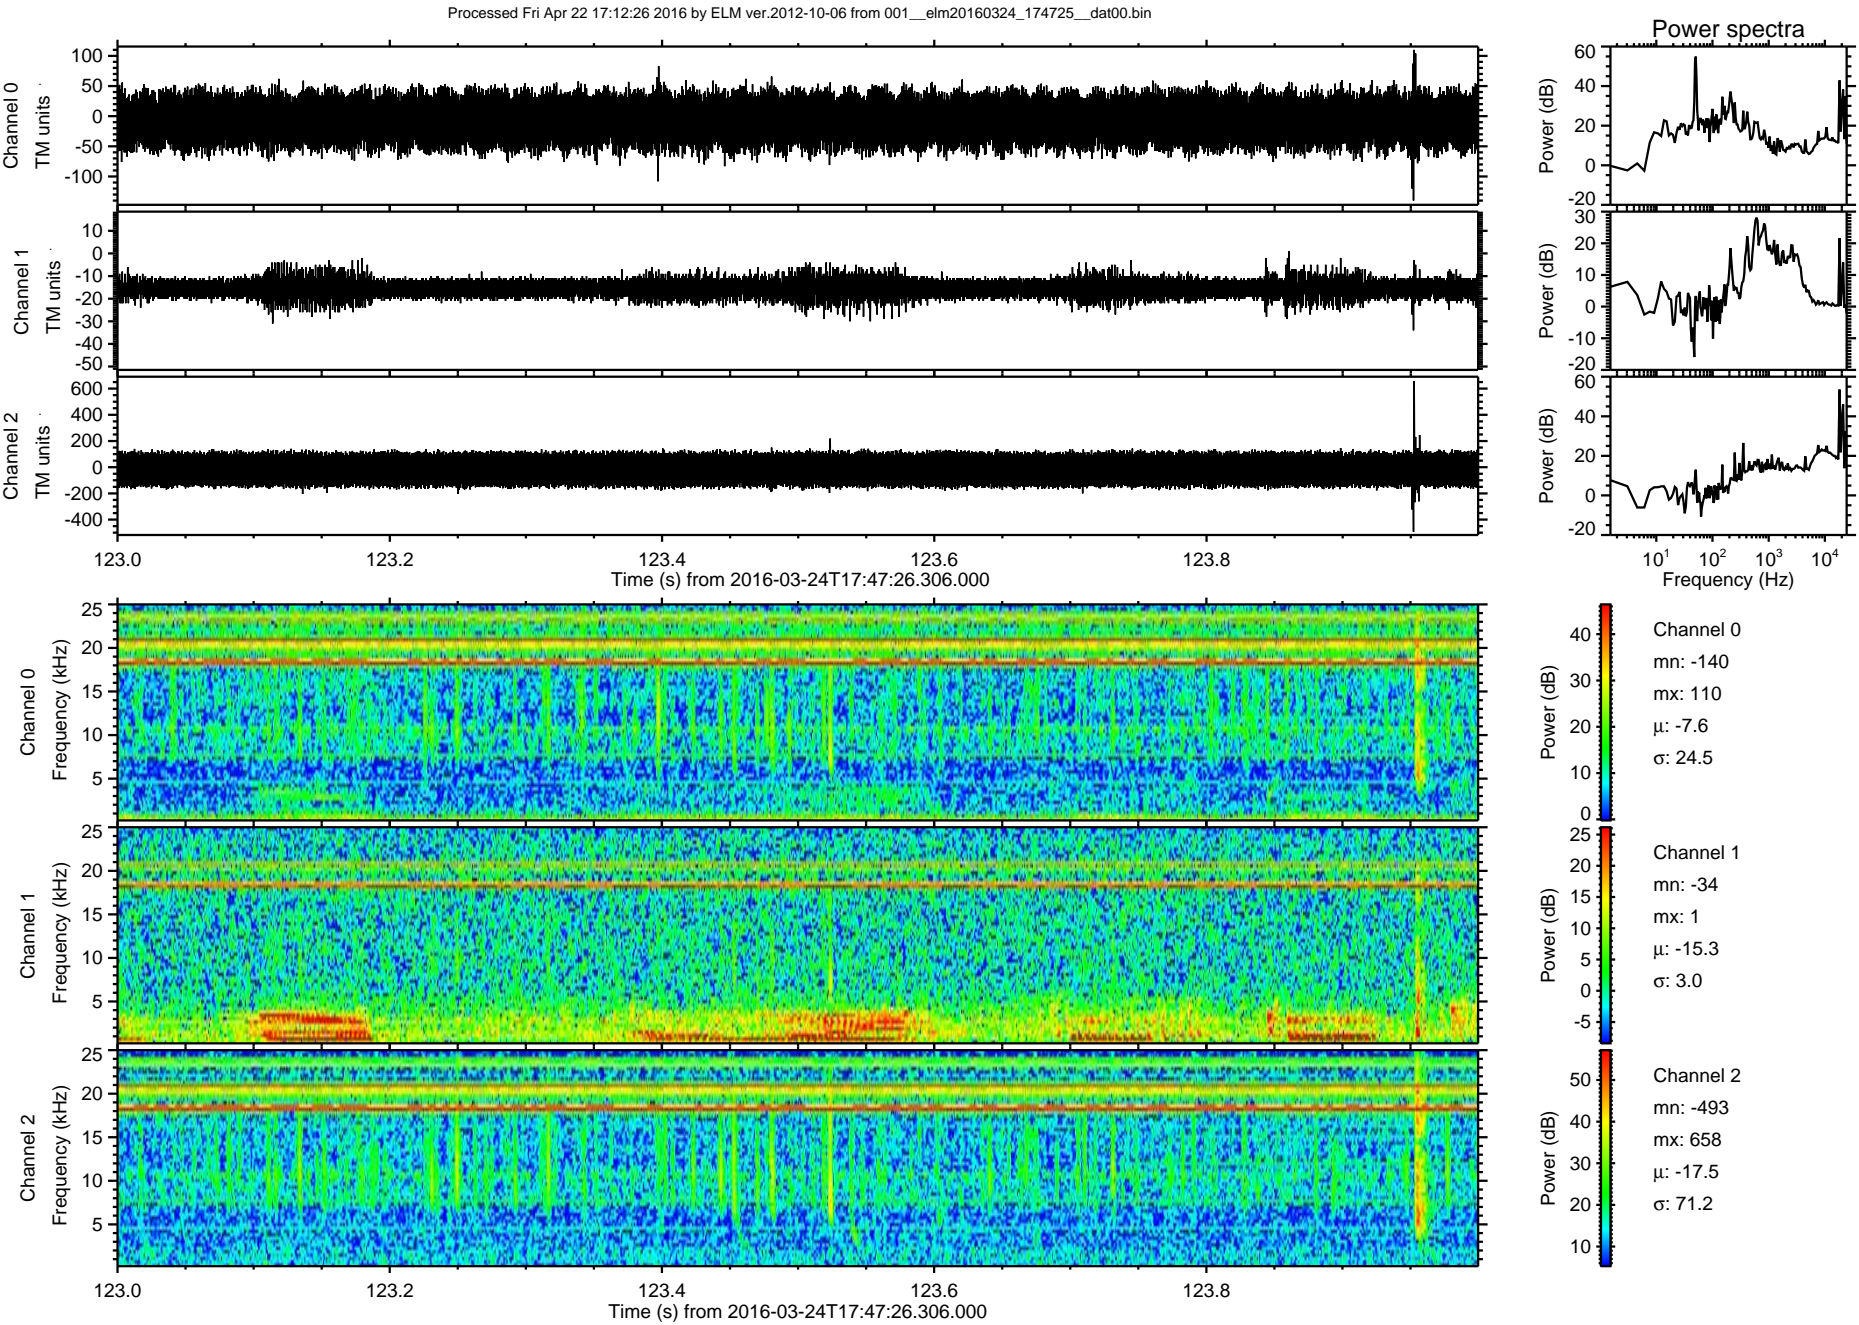 Processed Fri Apr 22 17:12:26 2016 by ELM ver.2012-10-06 from 001__elm20160324_174725__dat00.bin
Power spectra
Channel 0
TM units
100
50
0
-50
-100
Power (dB)
60
40
20
0
-20
Channel 1
TM units
10
0
-10
-20
-30
-40
-50
Power (dB)
30
20
10
0
-10
-20
Channel 2
TM units
600
400
200
0
-200
-400
Power (dB)
60
40
20
0
-20
123.0 123.2 123.4 123.6 123.8
Time (s) from 2016-03-24T17:47:26.306.000
10¹ 10² 10³ 10⁴
Frequency (Hz)
Channel 0
Frequency (kHz)
25
20
15
10
5
Power (dB)
40
30
20
10
0
Channel 0
mn: -140
mx: 110
μ: -7.6
σ: 24.5
Channel 1
Frequency (kHz)
25
20
15
10
5
Power (dB)
25
20
15
10
5
0
-5
Channel 1
mn: -34
mx: 1
μ: -15.3
σ: 3.0
Channel 2
Frequency (kHz)
25
20
15
10
5
Power (dB)
50
40
30
20
10
Channel 2
mn: -493
mx: 658
μ: -17.5
σ: 71.2
123.0 123.2 123.4 123.6 123.8
Time (s) from 2016-03-24T17:47:26.306.000